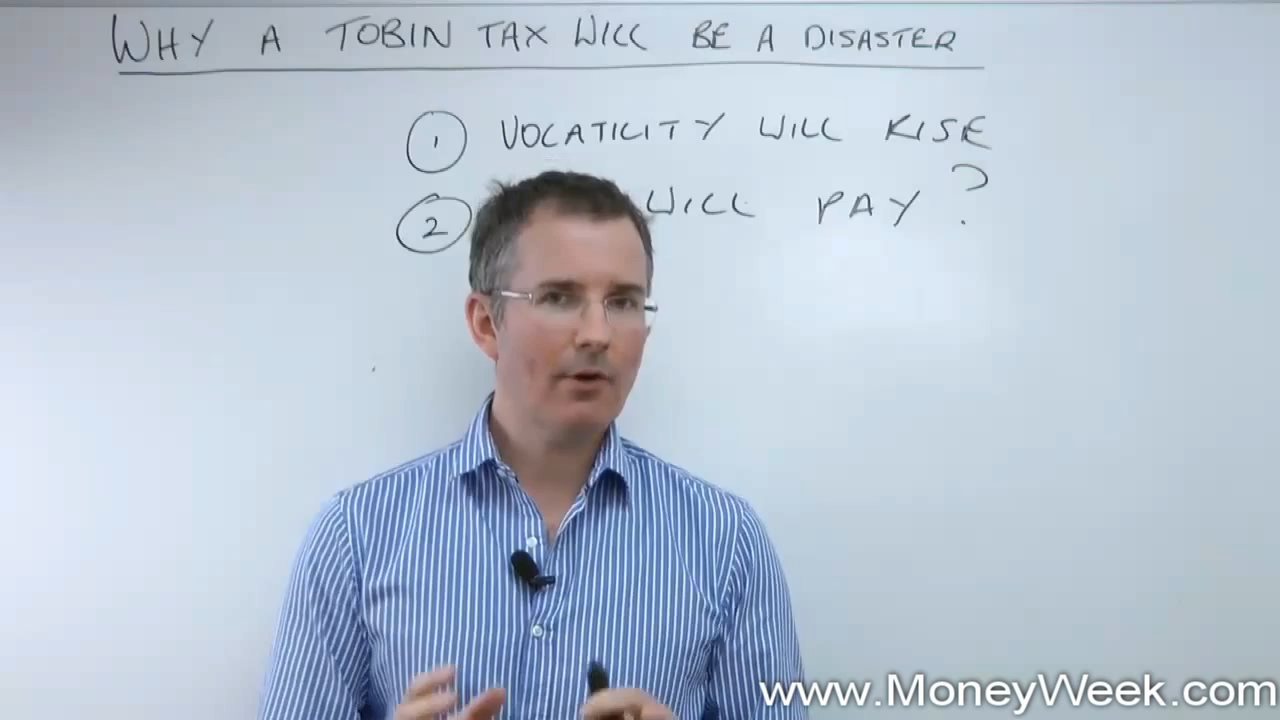 WHY A TOBIN TAX WILL BE A DISASTER
1 VOLATILITY WILL RISE
2 WILL PAY ?
www.MoneyWeek.com